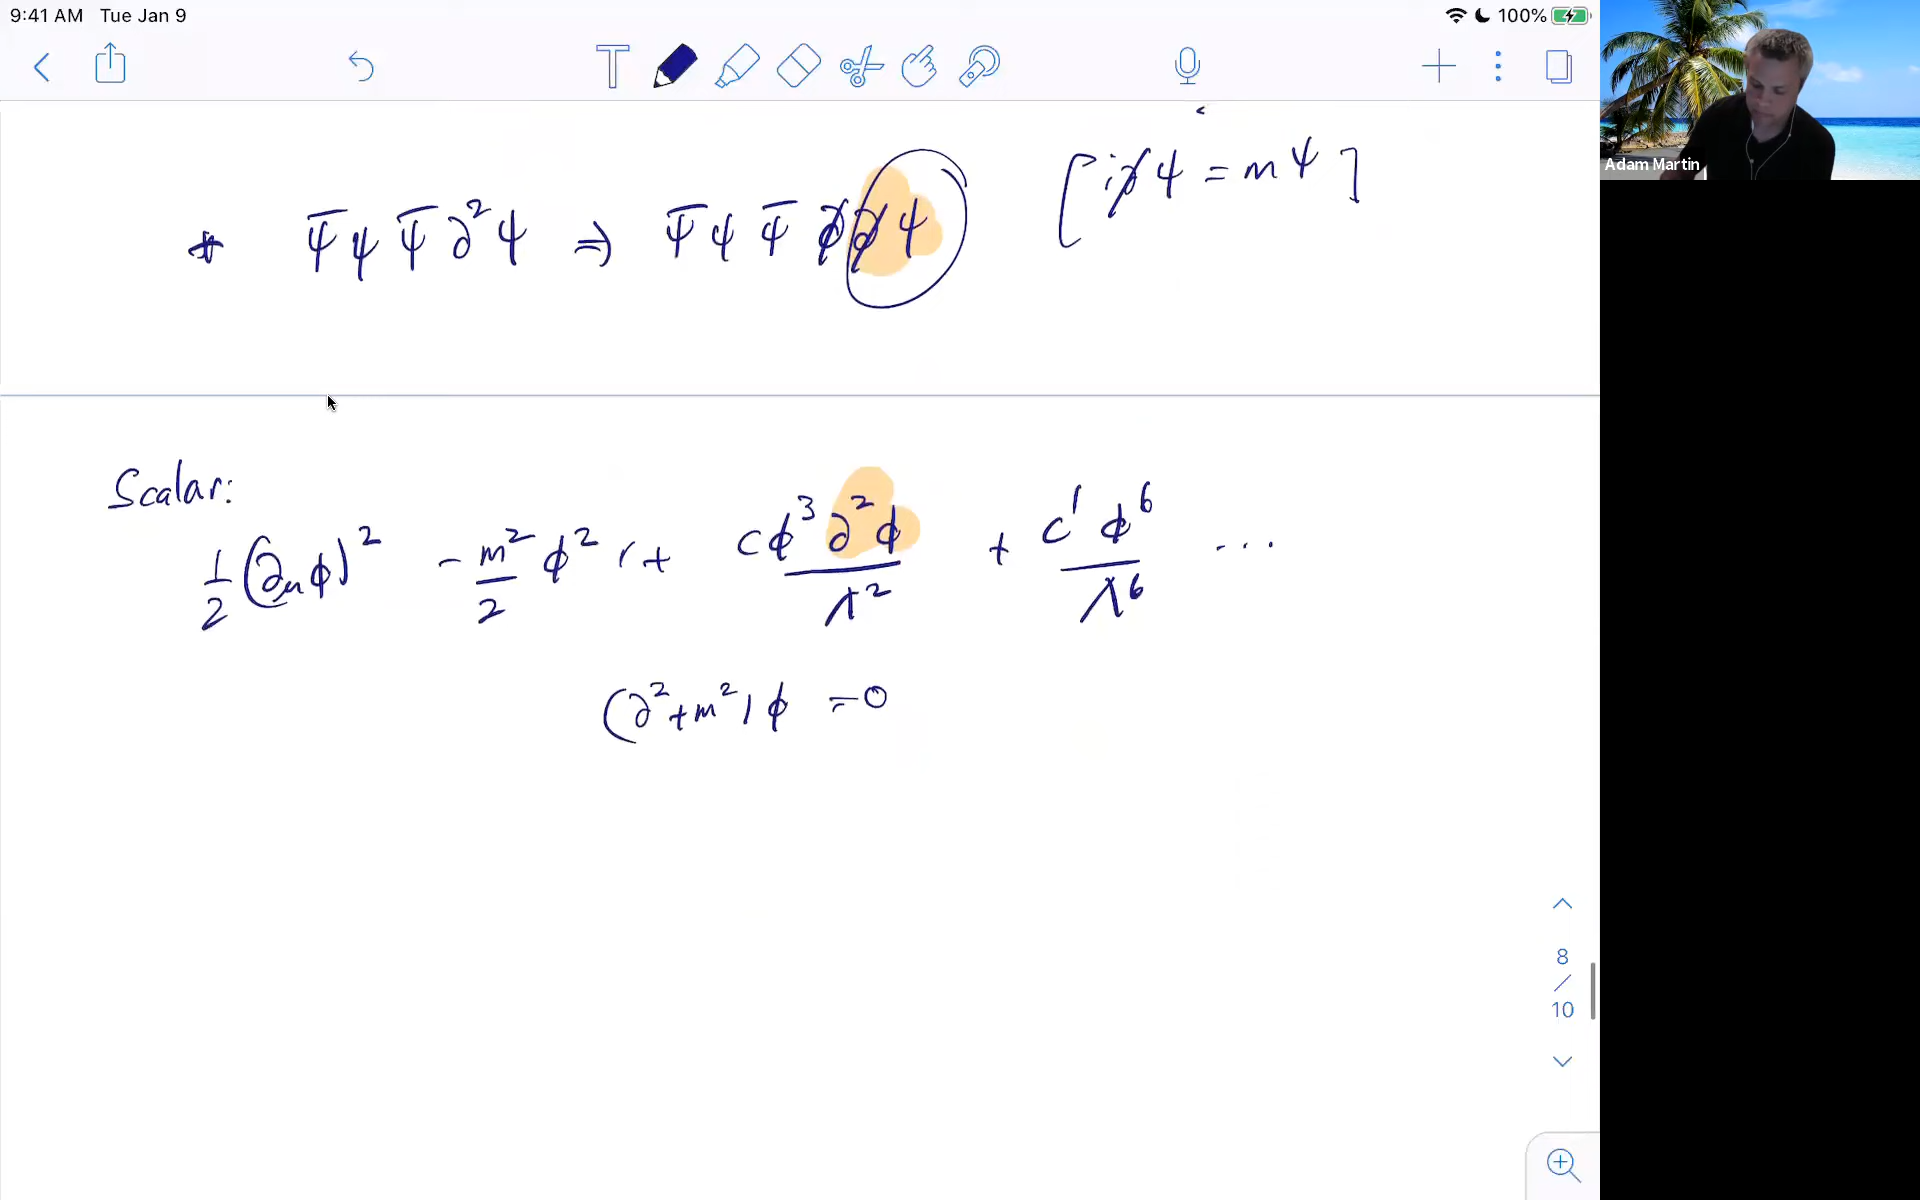 9:41 AM Tue Jan 9
100%
T
Adam Martin
[i∂̸ψ = mψ]
* ψ̄ψψ̄∂²ψ ⇒ ψ̄ψψ̄∂̸∂̸ψ
Scalar:
1/2 (∂μϕ)² - m²/2 ϕ² + cϕ³∂²ϕ/Λ² + c'ϕ⁶/Λ⁶ ...
(∂²+m²)ϕ = 0
8
/
10